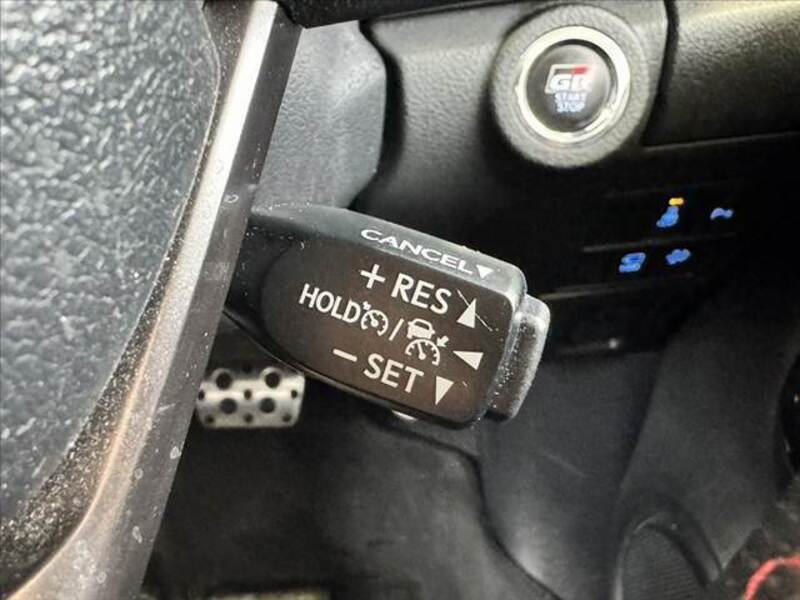 GR
START
STOP
CANCEL
+ RES
HOLD /
− SET